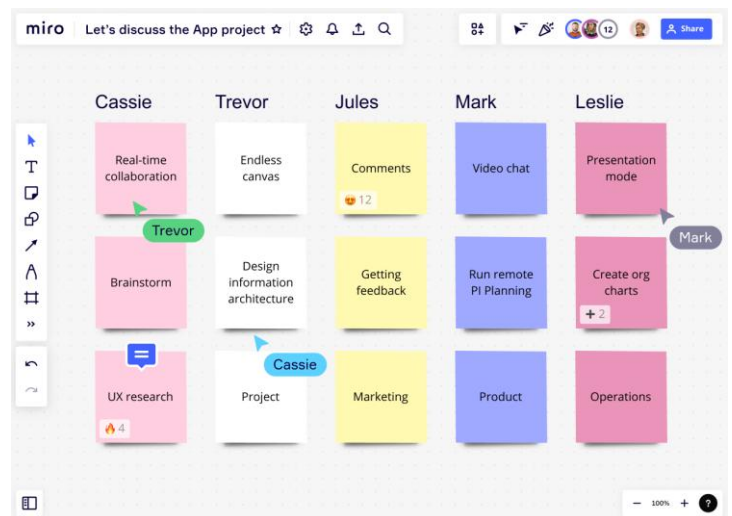 miro Let's discuss the App project 12 Share
Cassie Trevor Jules Mark Leslie
Real-time
collaboration
Endless
canvas
Comments
12
Video chat
Presentation
mode
Trevor
Mark
Brainstorm
Design
information
architecture
Getting
feedback
Run remote
PI Planning
Create org
charts
+ 2
Cassie
UX research
4
Project
Marketing
Product
Operations
− 100% + ?